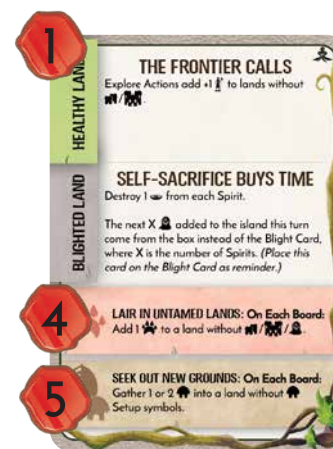 1
HEALTHY LAND
THE FRONTIER CALLS
Explore Actions add +1 to lands without
/ .
BLIGHTED LAND
SELF-SACRIFICE BUYS TIME
Destroy 1 from each Spirit.
The next X added to the island this turn
come from the box instead of the Blight Card,
where X is the number of Spirits. (Place this
card on the Blight Card as reminder.)
4
LAIR IN UNTAMED LANDS: On Each Board:
Add 1 to a land without / / .
5
SEEK OUT NEW GROUNDS: On Each Board:
Gather 1 or 2 into a land without
Setup symbols.